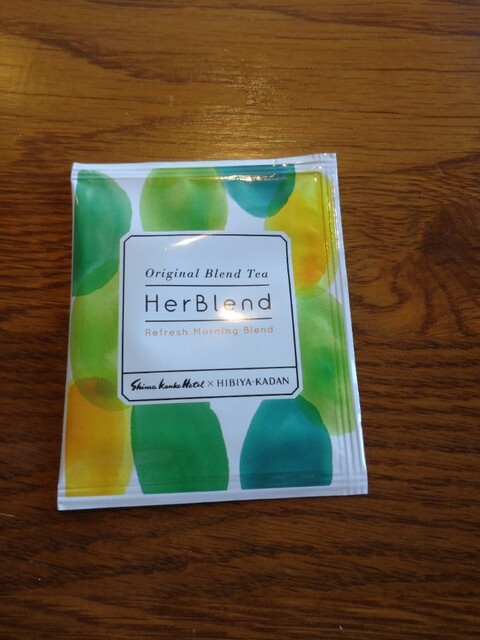 Original Blend Tea
HerBlend
Refresh Morning Blend
Shima Kanko Hotel × HIBIYA-KADAN